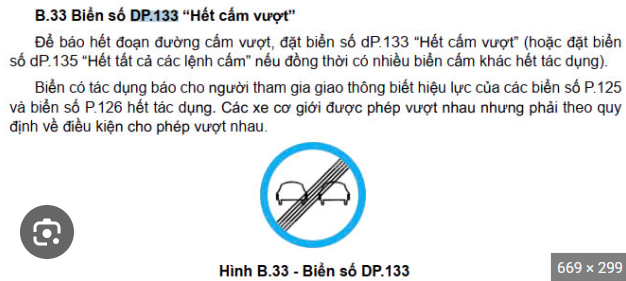 B.33 Biển số DP.133 “Hết cấm vượt”
Để báo hết đoạn đường cấm vượt, đặt biển số dP.133 “Hết cấm vượt” (hoặc đặt biển
số dP.135 “Hết tất cả các lệnh cấm” nếu đồng thời có nhiều biển cấm khác hết tác dụng).
Biển có tác dụng báo cho người tham gia giao thông biết hiệu lực của các biển số P.125
và biển số P.126 hết tác dụng. Các xe cơ giới được phép vượt nhau nhưng phải theo quy
định về điều kiện cho phép vượt nhau.
Hình B.33 - Biển số DP.133
669 × 299